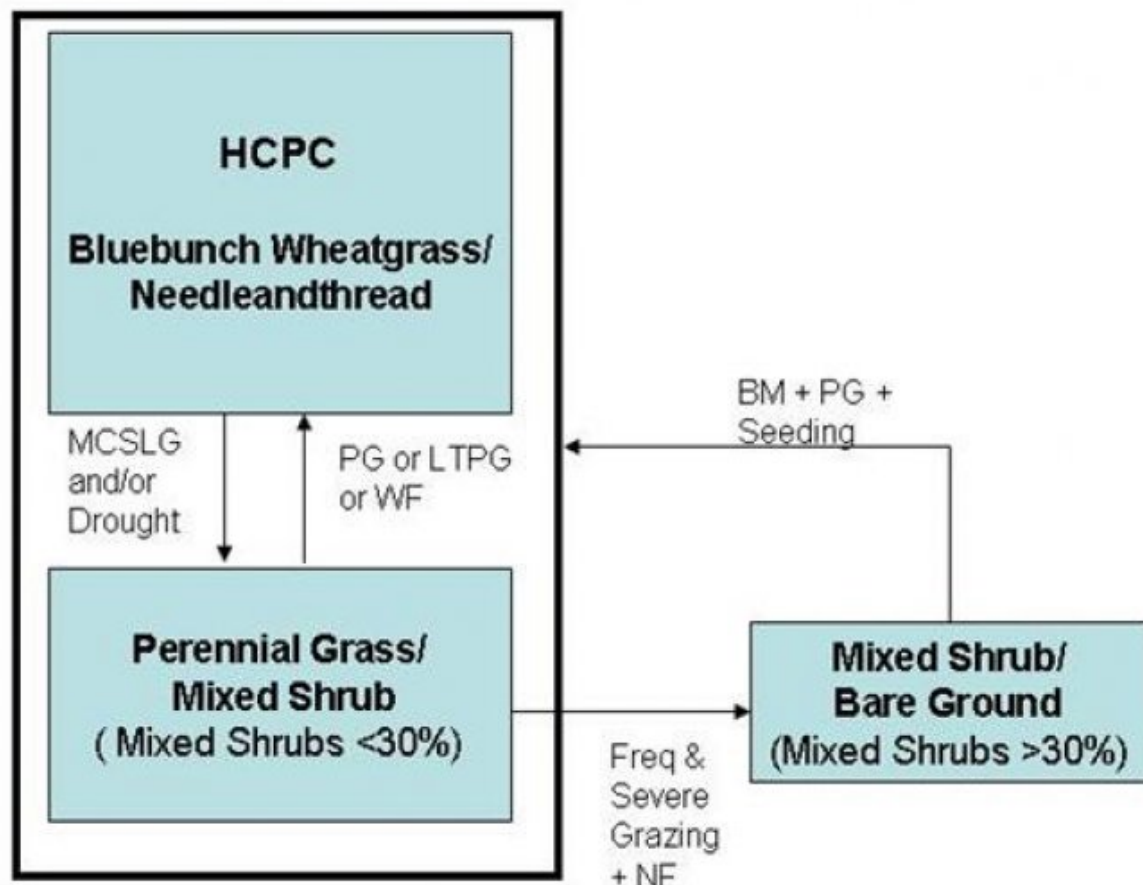 HCPC
Bluebunch Wheatgrass/
Needleandthread
MCSLG
and/or
Drought
PG or LTPG
or WF
BM + PG +
Seeding
Perennial Grass/
Mixed Shrub
( Mixed Shrubs <30%)
Mixed Shrub/
Bare Ground
(Mixed Shrubs >30%)
Freq &
Severe
Grazing
+ NF